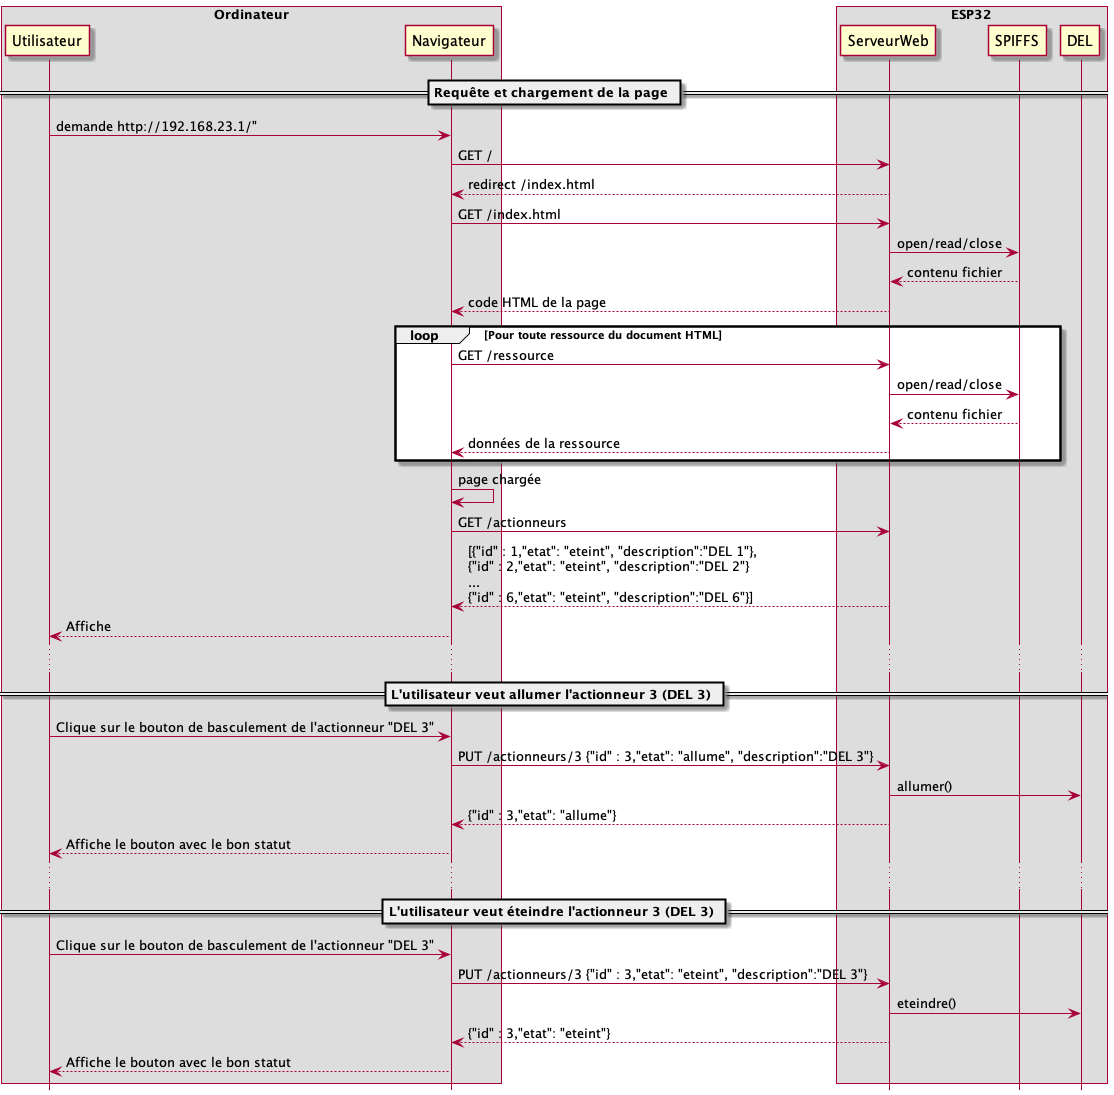 Ordinateur
ESP32
Utilisateur
Navigateur
ServeurWeb
SPIFFS
DEL
Requête et chargement de la page
demande http://192.168.23.1/"
GET /
redirect /index.html
GET /index.html
open/read/close
contenu fichier
code HTML de la page
loop
[Pour toute ressource du document HTML]
GET /ressource
open/read/close
contenu fichier
données de la ressource
page chargée
GET /actionneurs
[{"id" : 1,"etat": "eteint", "description":"DEL 1"},
{"id" : 2,"etat": "eteint", "description":"DEL 2"}
...
{"id" : 6,"etat": "eteint", "description":"DEL 6"}]
Affiche
L'utilisateur veut allumer l'actionneur 3 (DEL 3)
Clique sur le bouton de basculement de l'actionneur "DEL 3"
PUT /actionneurs/3 {"id" : 3,"etat": "allume", "description":"DEL 3"}
allumer()
{"id" : 3,"etat": "allume"}
Affiche le bouton avec le bon statut
L'utilisateur veut éteindre l'actionneur 3 (DEL 3)
Clique sur le bouton de basculement de l'actionneur "DEL 3"
PUT /actionneurs/3 {"id" : 3,"etat": "eteint", "description":"DEL 3"}
eteindre()
{"id" : 3,"etat": "eteint"}
Affiche le bouton avec le bon statut